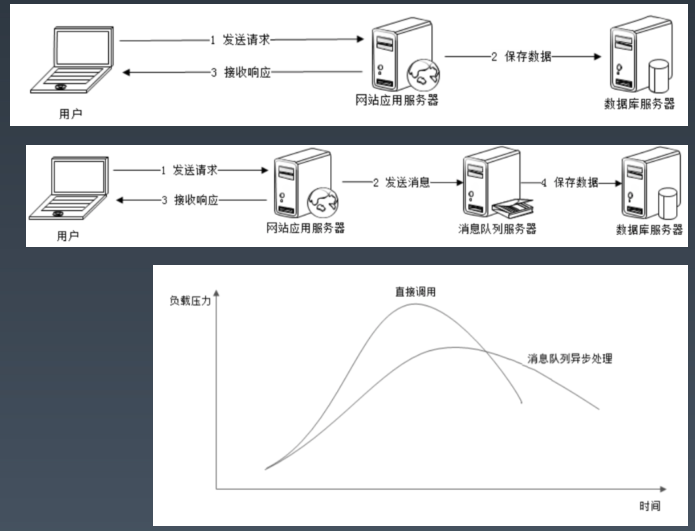 1 发送请求
2 保存数据
3 接收响应
用户
网站应用服务器
数据库服务器
1 发送请求
2 发送消息
4 保存数据
3 接收响应
用户
网站应用服务器
消息队列服务器
数据库服务器
负载压力
直接调用
消息队列异步处理
时间